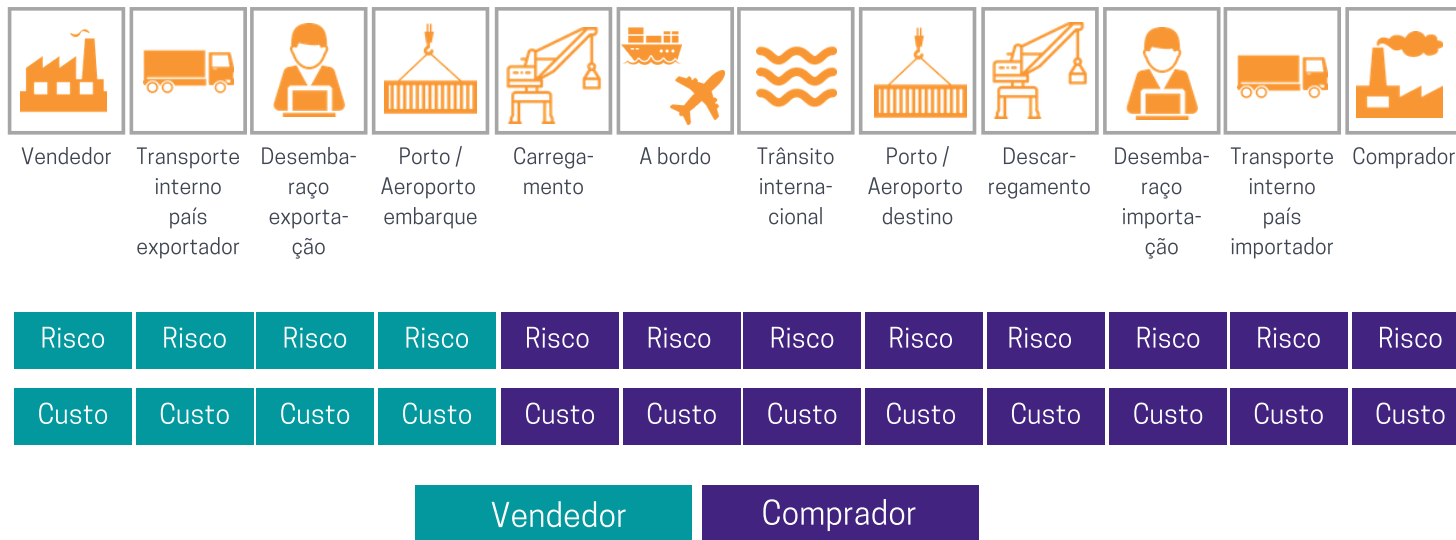 Vendedor
Transporte
interno
país
exportador
Desemba-
raço
exporta-
ção
Porto /
Aeroporto
embarque
Carrega-
mento
A bordo
Trânsito
interna-
cional
Porto /
Aeroporto
destino
Descar-
regamento
Desemba-
raço
importa-
ção
Transporte
interno
país
importador
Comprador
Risco Risco Risco Risco Risco Risco Risco Risco Risco Risco Risco Risco
Custo Custo Custo Custo Custo Custo Custo Custo Custo Custo Custo Custo
Vendedor Comprador